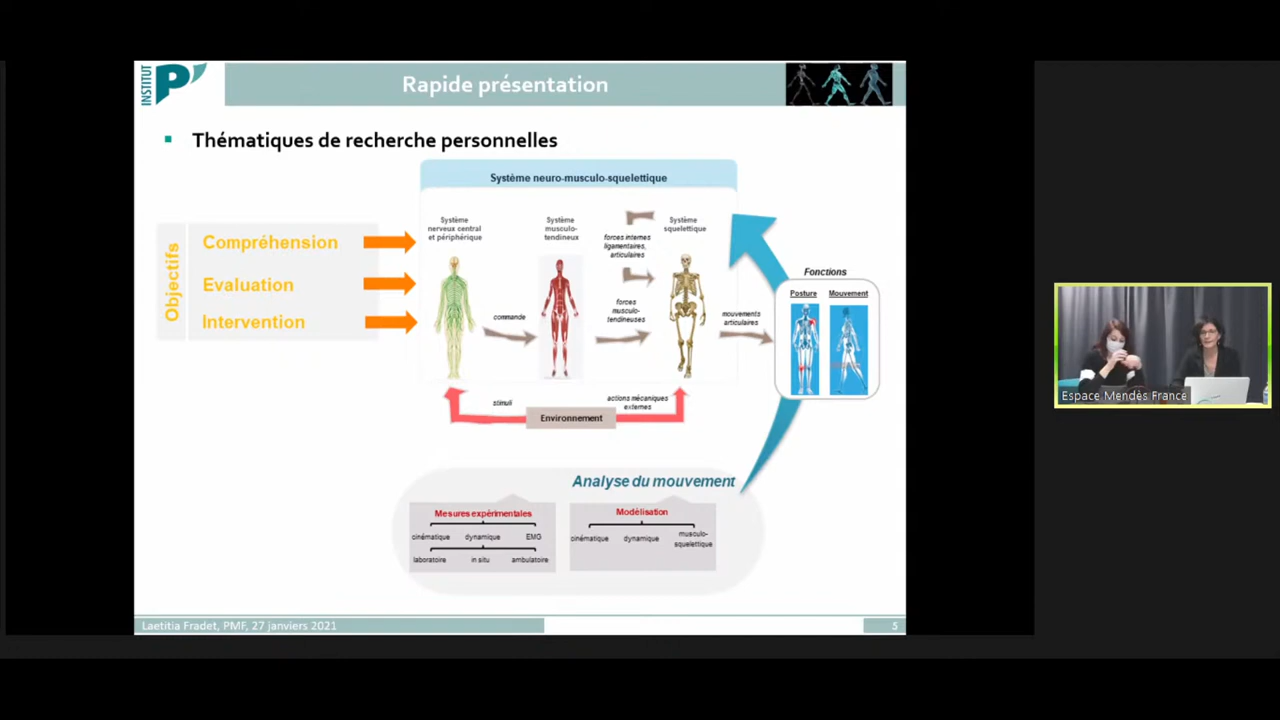 INSTITUT
P'
Rapide présentation
Thématiques de recherche personnelles
Système neuro-musculo-squelettique
Objectifs
Compréhension
Evaluation
Intervention
Système
nerveux central
et périphérique
Système
musculo-
tendineux
Système
squelettique
forces internes
ligamentaires,
articulaires
forces
musculo-
tendineuses
commande
mouvements
articulaires
Fonctions
Posture
Mouvement
stimuli
actions mécaniques
externes
Environnement
Analyse du mouvement
Mesures expérimentales
cinématique
dynamique
EMG
laboratoire
in situ
ambulatoire
Modélisation
cinématique
dynamique
musculo-
squelettique
Laetitia Fradet, PMF, 27 janviers 2021
5
Espace Mendès France